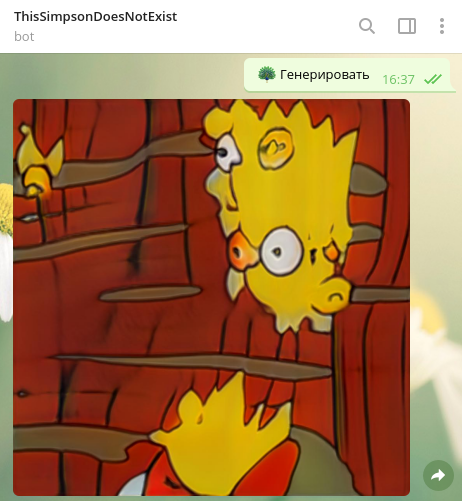 ThisSimpsonDoesNotExist
bot
Генерировать 16:37